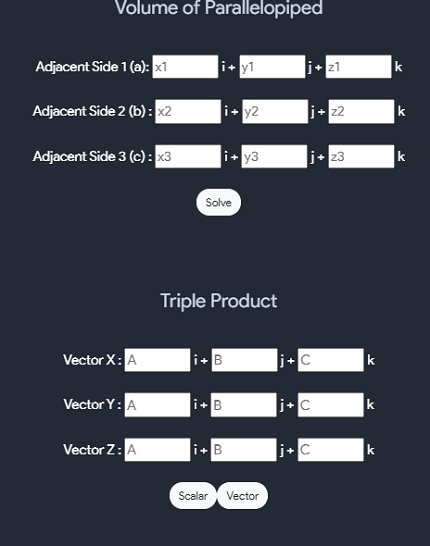 Volume of Parallelopiped
Adjacent Side 1 (a): x1 i + y1 j + z1 k
Adjacent Side 2 (b) : x2 i + y2 j + z2 k
Adjacent Side 3 (c) : x3 i + y3 j + z3 k
Solve
Triple Product
Vector X : A i + B j + C k
Vector Y : A i + B j + C k
Vector Z : A i + B j + C k
Scalar Vector